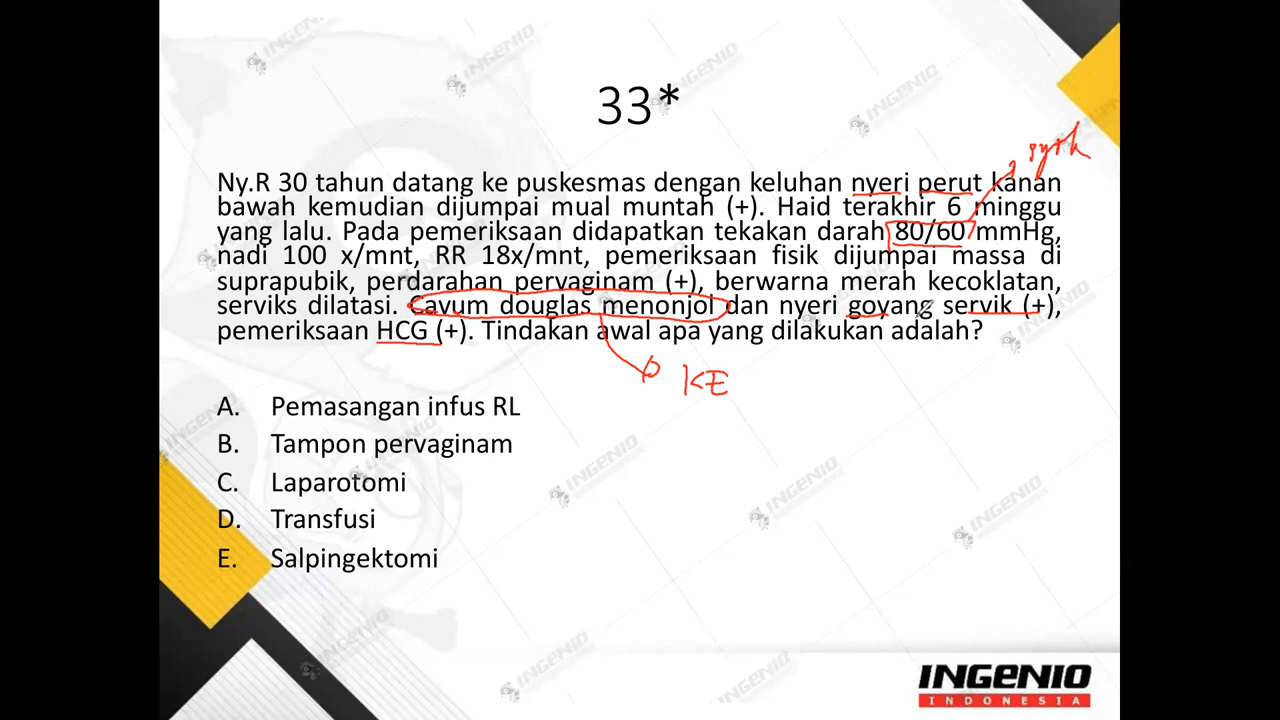 33*
syok
Ny.R 30 tahun datang ke puskesmas dengan keluhan nyeri perut kanan
bawah kemudian dijumpai mual muntah (+). Haid terakhir 6 minggu
yang lalu. Pada pemeriksaan didapatkan tekakan darah 80/60 mmHg,
nadi 100 x/mnt, RR 18x/mnt, pemeriksaan fisik dijumpai massa di
suprapubik, perdarahan pervaginam (+), berwarna merah kecoklatan,
serviks dilatasi. Cavum douglas menonjol dan nyeri goyang servik (+),
pemeriksaan HCG (+). Tindakan awal apa yang dilakukan adalah?
KE
A. Pemasangan infus RL
B. Tampon pervaginam
C. Laparotomi
D. Transfusi
E. Salpingektomi
INGENIO
INDONESIA